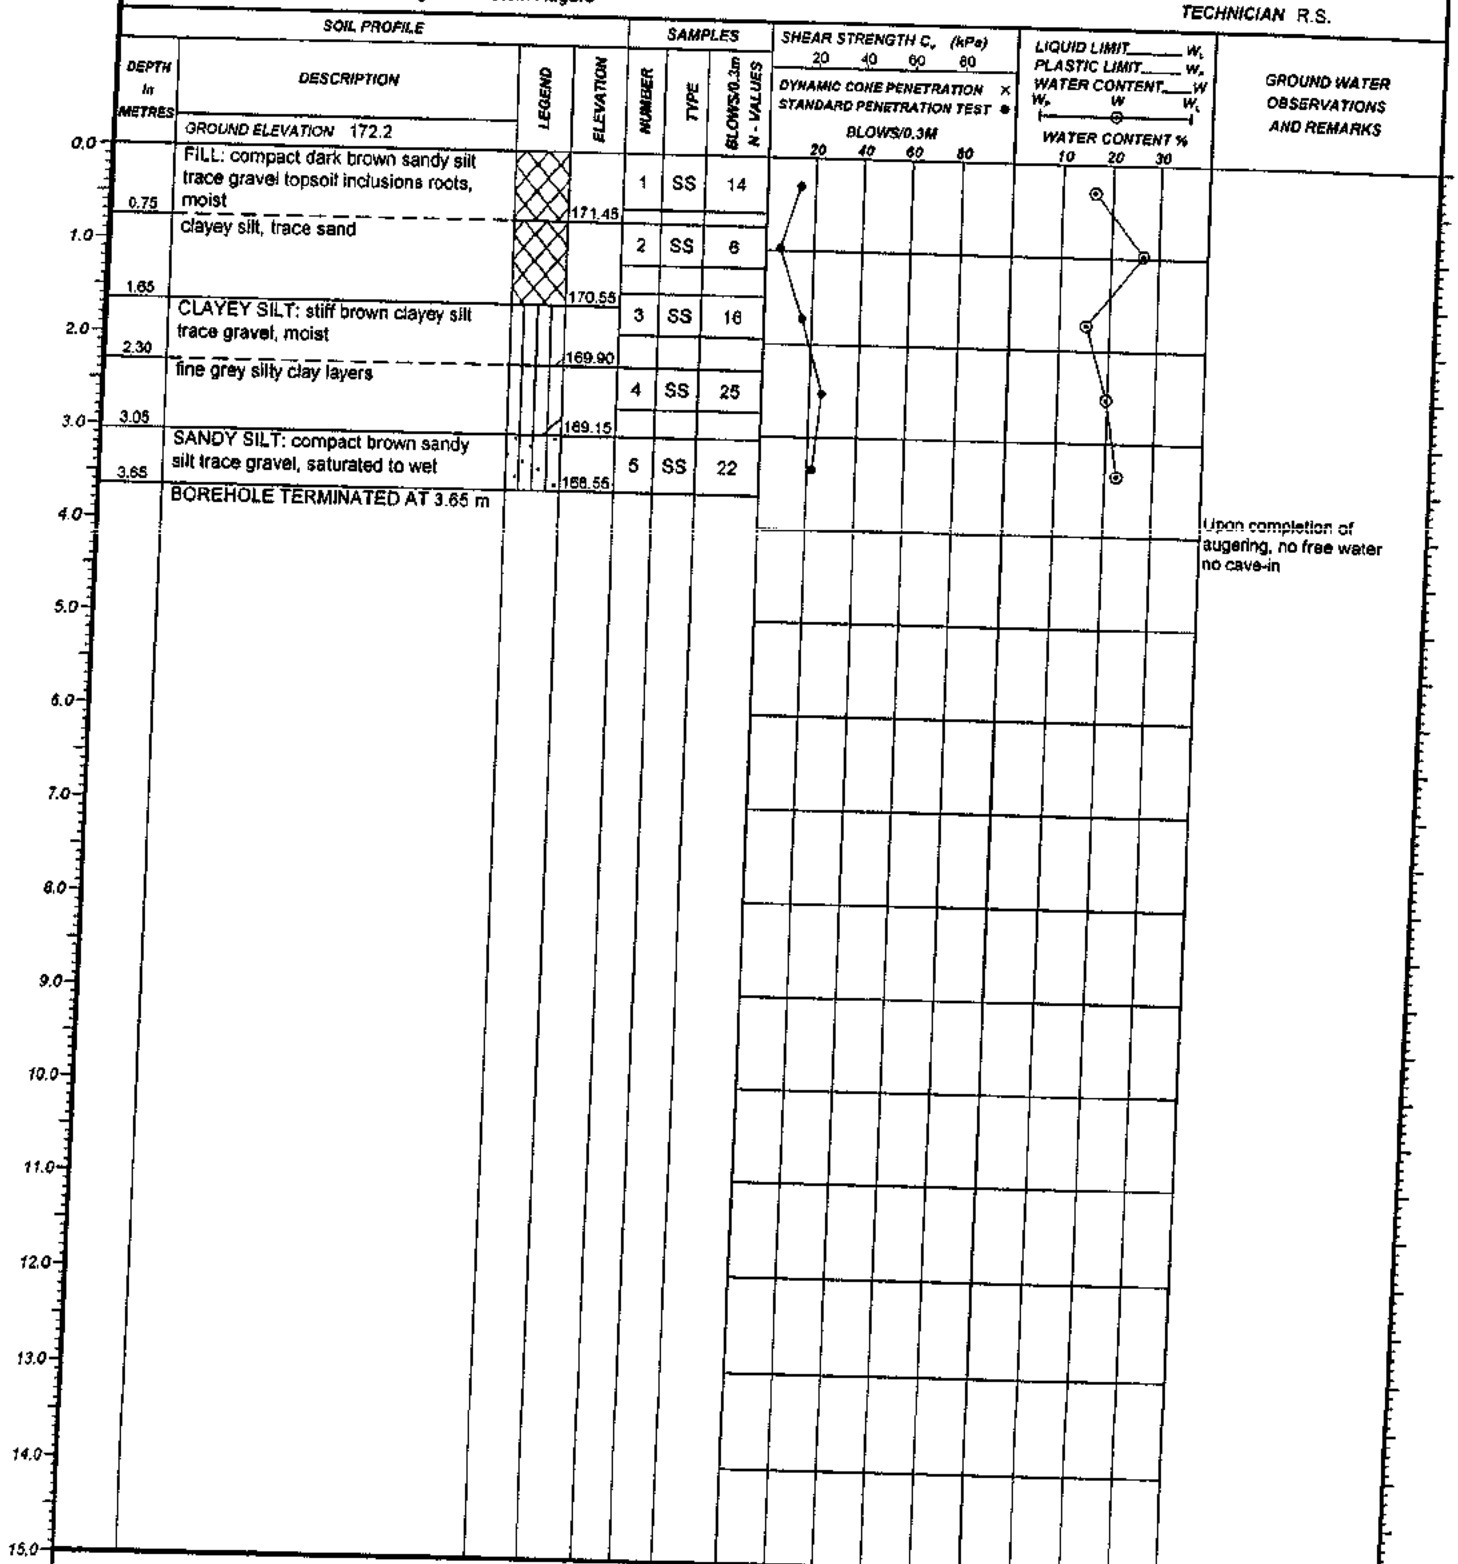 TECHNICIAN R.S.
SOIL PROFILE
SAMPLES
SHEAR STRENGTH Cᵥ (kPa)
20 40 60 80
DYNAMIC CONE PENETRATION ×
STANDARD PENETRATION TEST ●
BLOWS/0.3M
20 40 60 80
LIQUID LIMIT W
PLASTIC LIMIT W
WATER CONTENT W
W W W
WATER CONTENT %
10 20 30
GROUND WATER
OBSERVATIONS
AND REMARKS
DEPTH
in
METRES
DESCRIPTION
LEGEND
ELEVATION
NUMBER
TYPE
BLOWS/0.3m
N - VALUES
GROUND ELEVATION 172.2
0.0
FILL: compact dark brown sandy silt
trace gravel topsoil inclusions roots,
moist
1 SS 14
0.75
171.45
clayey silt, trace sand
1.0
2 SS 6
1.65
170.55
CLAYEY SILT: stiff brown clayey silt
trace gravel, moist
3 SS 16
2.0
2.30
169.90
fine grey silty clay layers
4 SS 25
3.0
3.05
169.15
SANDY SILT: compact brown sandy
silt trace gravel, saturated to wet
5 SS 22
3.65
168.55
BOREHOLE TERMINATED AT 3.65 m
4.0
Upon completion of
augering, no free water
no cave-in
5.0
6.0
7.0
8.0
9.0
10.0
11.0
12.0
13.0
14.0
15.0